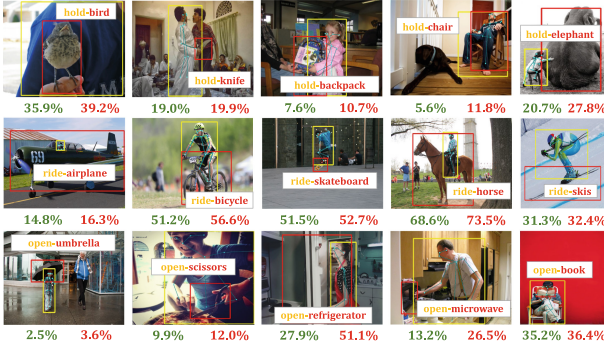 hold-bird
hold-knife
hold-backpack
hold-chair
hold-elephant
35.9% 39.2%
19.0% 19.9%
7.6% 10.7%
5.6% 11.8%
20.7% 27.8%
69
ride-airplane
ride-bicycle
ride-skateboard
ride-horse
ride-skis
14.8% 16.3%
51.2% 56.6%
51.5% 52.7%
68.6% 73.5%
31.3% 32.4%
open-umbrella
open-scissors
open-refrigerator
open-microwave
open-book
2.5% 3.6%
9.9% 12.0%
27.9% 51.1%
13.2% 26.5%
35.2% 36.4%